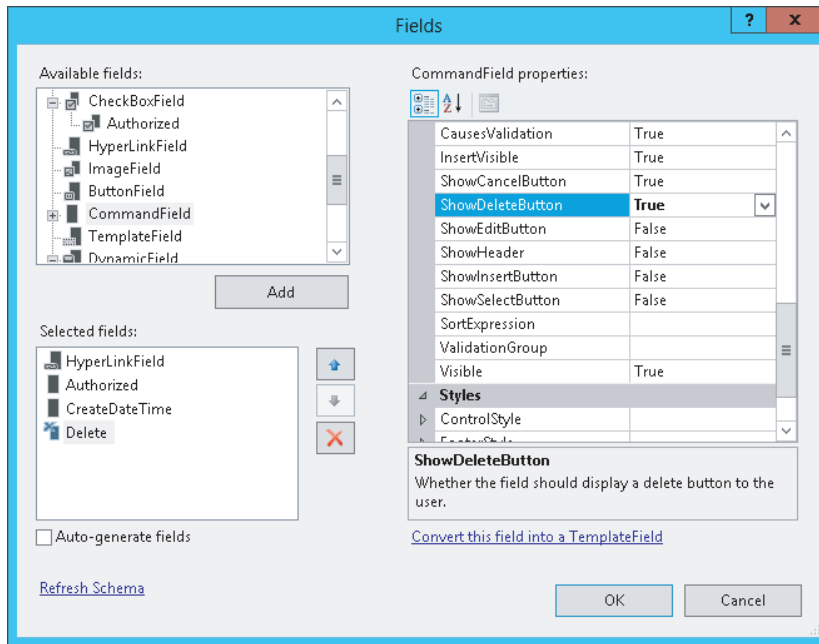 Fields
?
x
Available fields:
CheckBoxField
Authorized
HyperLinkField
ImageField
ButtonField
CommandField
TemplateField
DynamicField
Add
Selected fields:
HyperLinkField
Authorized
CreateDateTime
Delete
Auto-generate fields
Refresh Schema
CommandField properties:
A
Z
CausesValidation True
InsertVisible True
ShowCancelButton True
ShowDeleteButton True
ShowEditButton False
ShowHeader False
ShowInsertButton False
ShowSelectButton False
SortExpression
ValidationGroup
Visible True
Styles
ControlStyle
FooterStyle
ShowDeleteButton
Whether the field should display a delete button to the
user.
Convert this field into a TemplateField
OK
Cancel